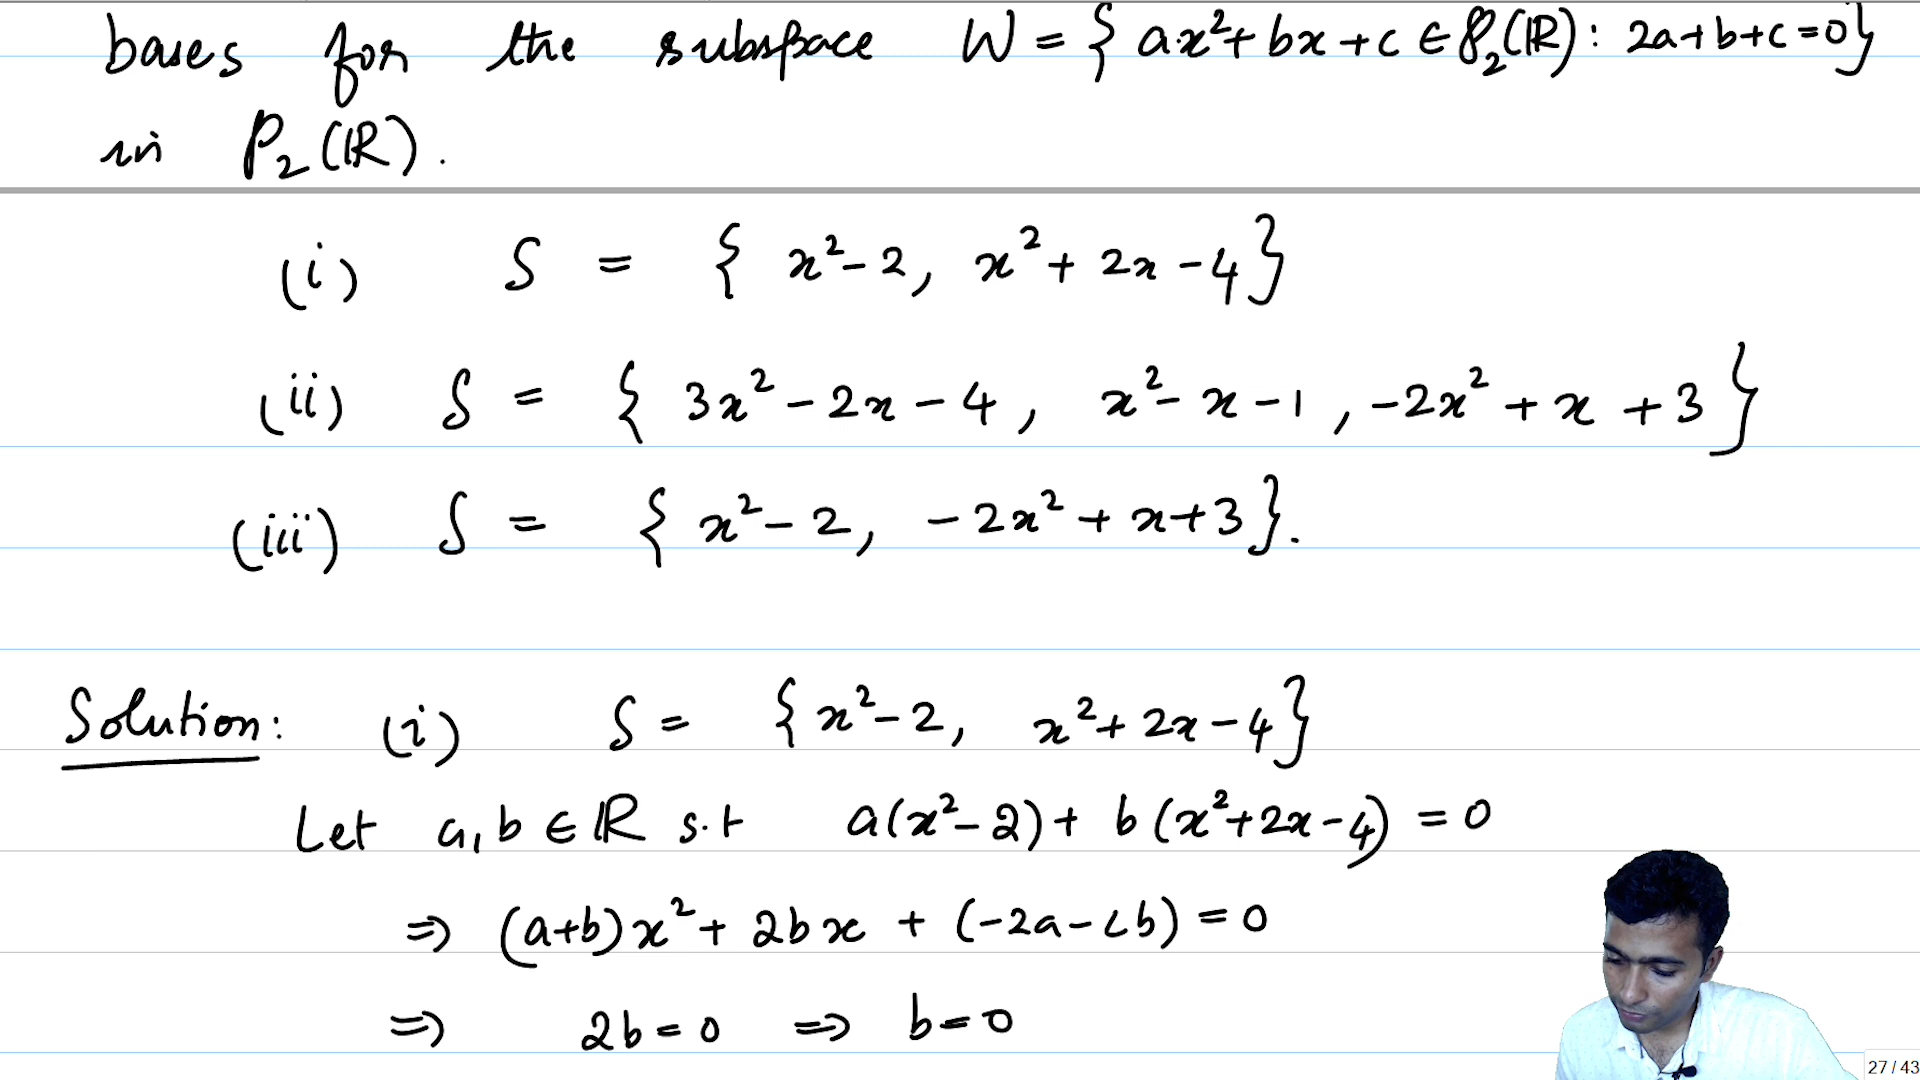 bases for the subspace W = { ax²+ bx + c ∈ P₂(ℝ) : 2a+b+c=0}
in P₂(ℝ).
(i) S = { x²-2, x²+ 2x -4}
(ii) S = { 3x²-2x-4, x²-x-1, -2x²+x+3}
(iii) S = { x²-2, -2x²+x+3}.
Solution: (i) S = {x²-2, x²+2x-4}
Let a, b ∈ ℝ s.t a(x²-2)+ b(x²+2x-4) = 0
⇒ (a+b)x²+ 2bx + (-2a-4b) = 0
⇒ 2b = 0 ⇒ b=0
27 / 43